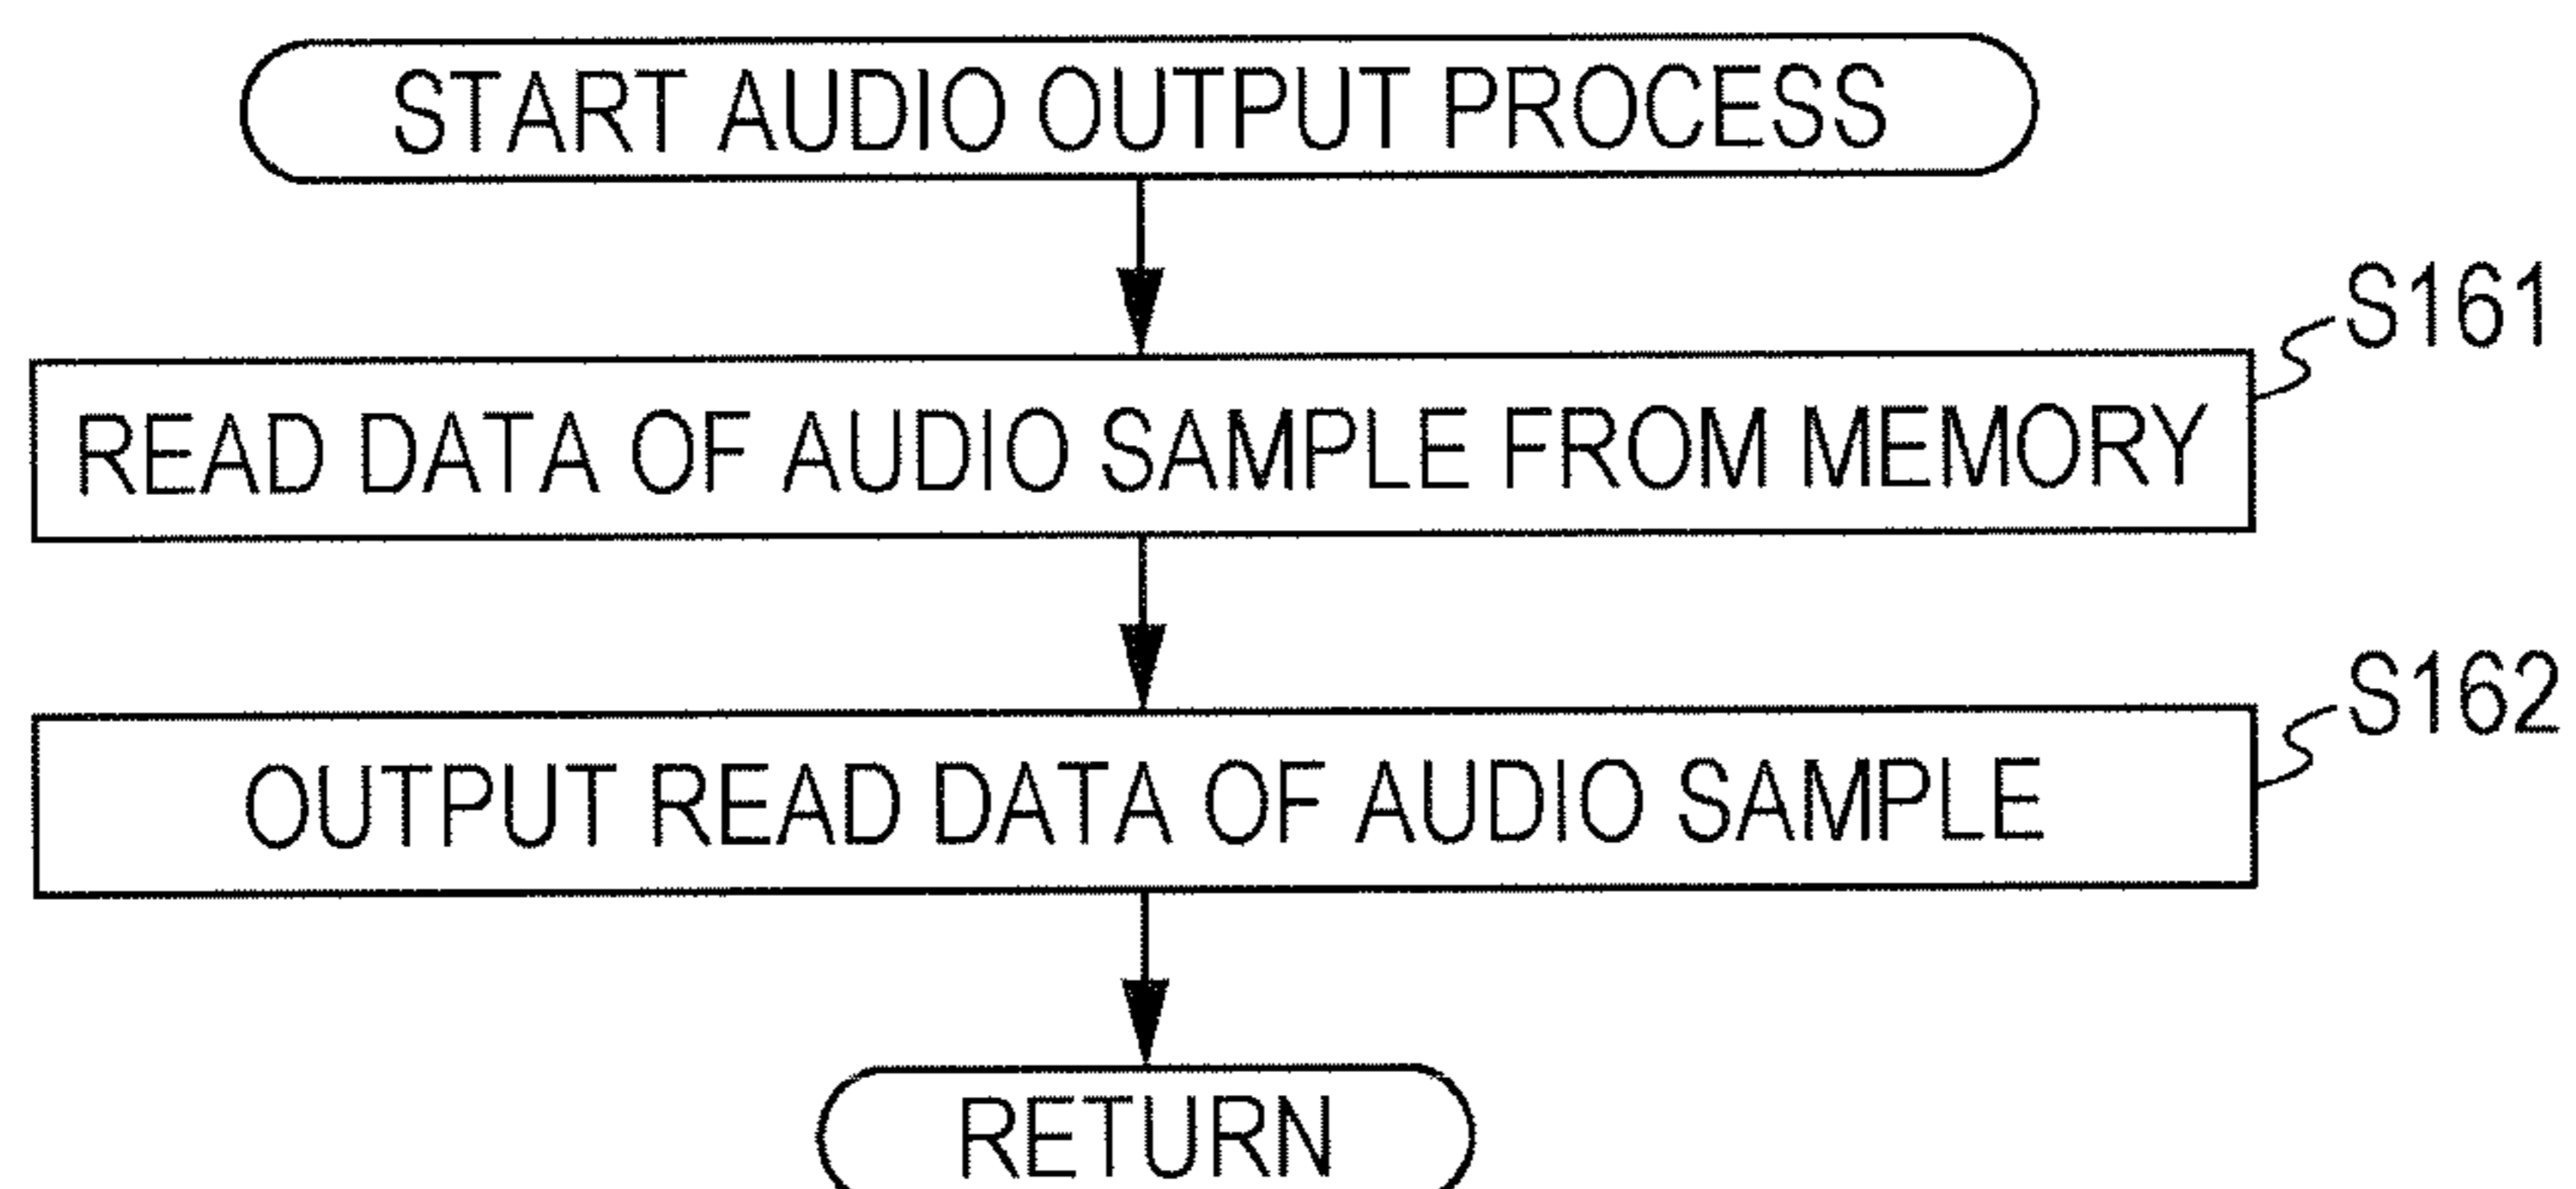 START AUDIO OUTPUT PROCESS
S161
READ DATA OF AUDIO SAMPLE FROM MEMORY
S162
OUTPUT READ DATA OF AUDIO SAMPLE
RETURN